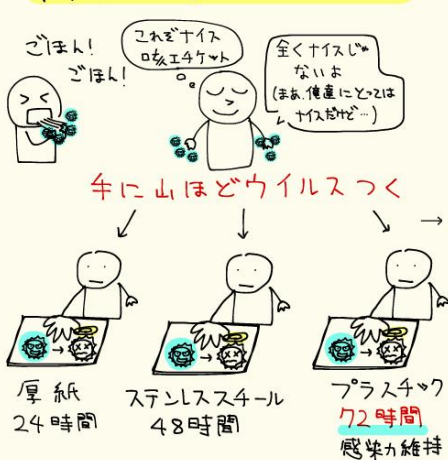 ごほん!
ごほん!
これぞナイス
咳エチケット
全くナイスじゃ
ないよ
(まあ、俺達にとっては
ナイスだけど…)
手に山ほどウイルスつく
厚紙
24時間
ステンレススチール
48時間
プラスチック
72時間
感染力維持